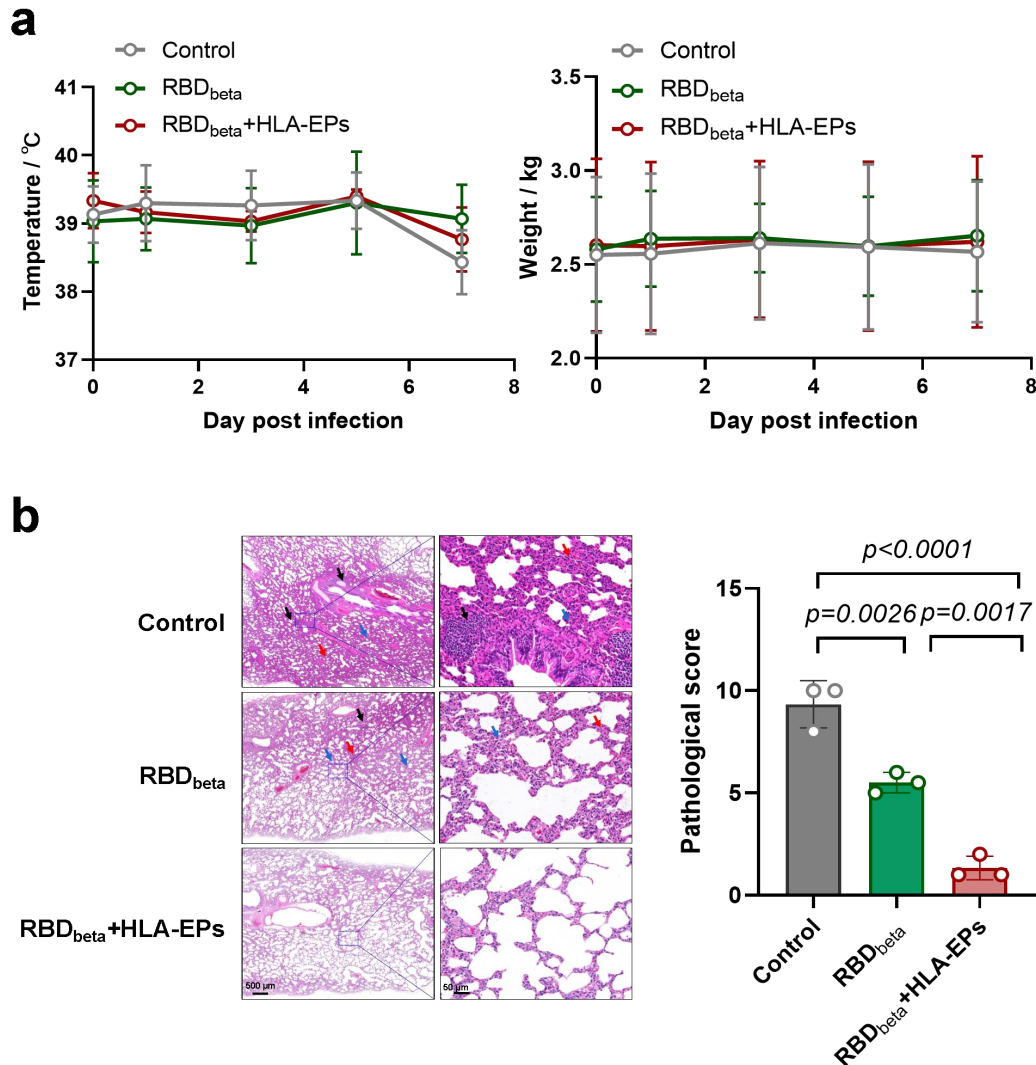 a
Control
RBDbeta
RBDbeta+HLA-EPs
41
40
39
38
37
Temperature / °C
0 2 4 6 8
Day post infection
RBDbeta
RBDbeta+HLA-EPs
Control
3.5
3.0
2.5
2.0
Weight / kg
0 2 4 6 8
Day post infection
b
Control
RBDbeta
RBDbeta+HLA-EPs
500 μm
50 μm
p<0.0001
p=0.0026
p=0.0017
15
10
5
0
Pathological score
Control
RBDbeta
RBDbeta+HLA-EPs